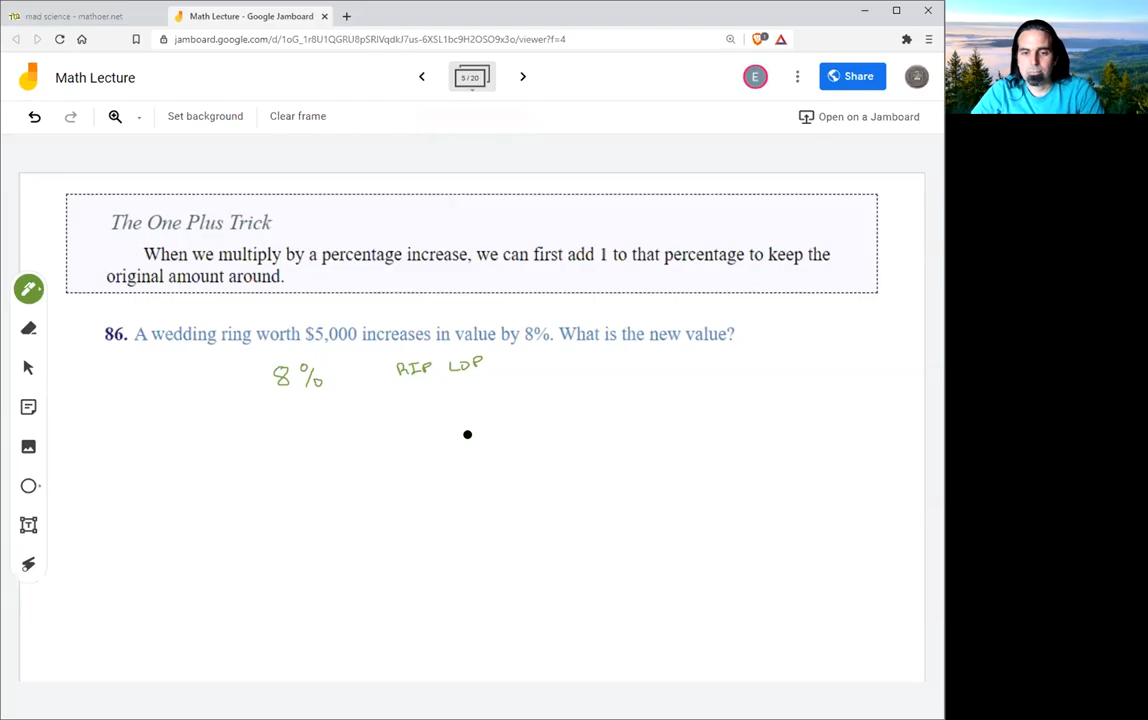 mad science - mathoer.net
Math Lecture - Google Jamboard
jamboard.google.com/d/1oG_1r8U1QGRU8pSRlVqdkJ7us-6XSL1bc9H2OSO9x3o/viewer?f=4
Math Lecture
5 / 20
E
Share
Set background
Clear frame
Open on a Jamboard
The One Plus Trick
When we multiply by a percentage increase, we can first add 1 to that percentage to keep the
original amount around.
86. A wedding ring worth $5,000 increases in value by 8%. What is the new value?
8% RIP LDP